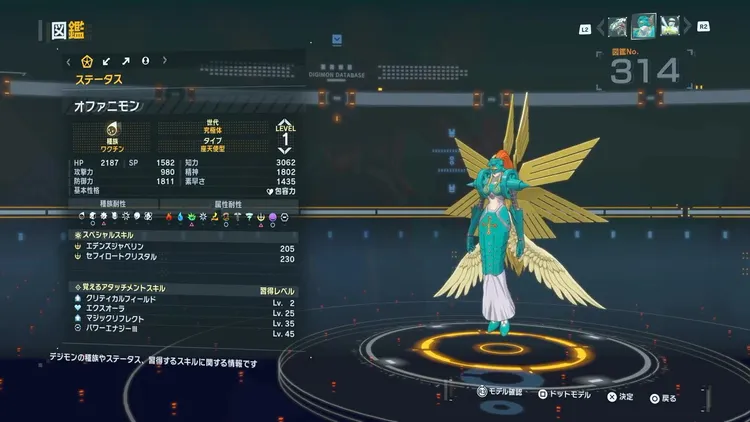 図鑑
L2
R2
図鑑No.
314
DIGIMON DATABASE
ステータス
オファニモン
種族
ワクチン
世代
究極体
タイプ
座天使型
LEVEL
1
HP 2187 SP 1582 知力 3062
攻撃力 980 精神 1802
防御力 1811 素早さ 1435
基本性格 包容力
種族耐性 属性耐性
スペシャルスキル
エデンズジャベリン 205
セフィロートクリスタル 230
覚えるアタッチメントスキル 習得レベル
クリティカルフィールド Lv. 2
エクスオーラ Lv. 25
マジックリフレクト Lv. 35
パワーエナジーIII Lv. 45
デジモンの種族やステータス、習得するスキルに関する情報です
R3 モデル確認 ドットモデル 決定 戻る